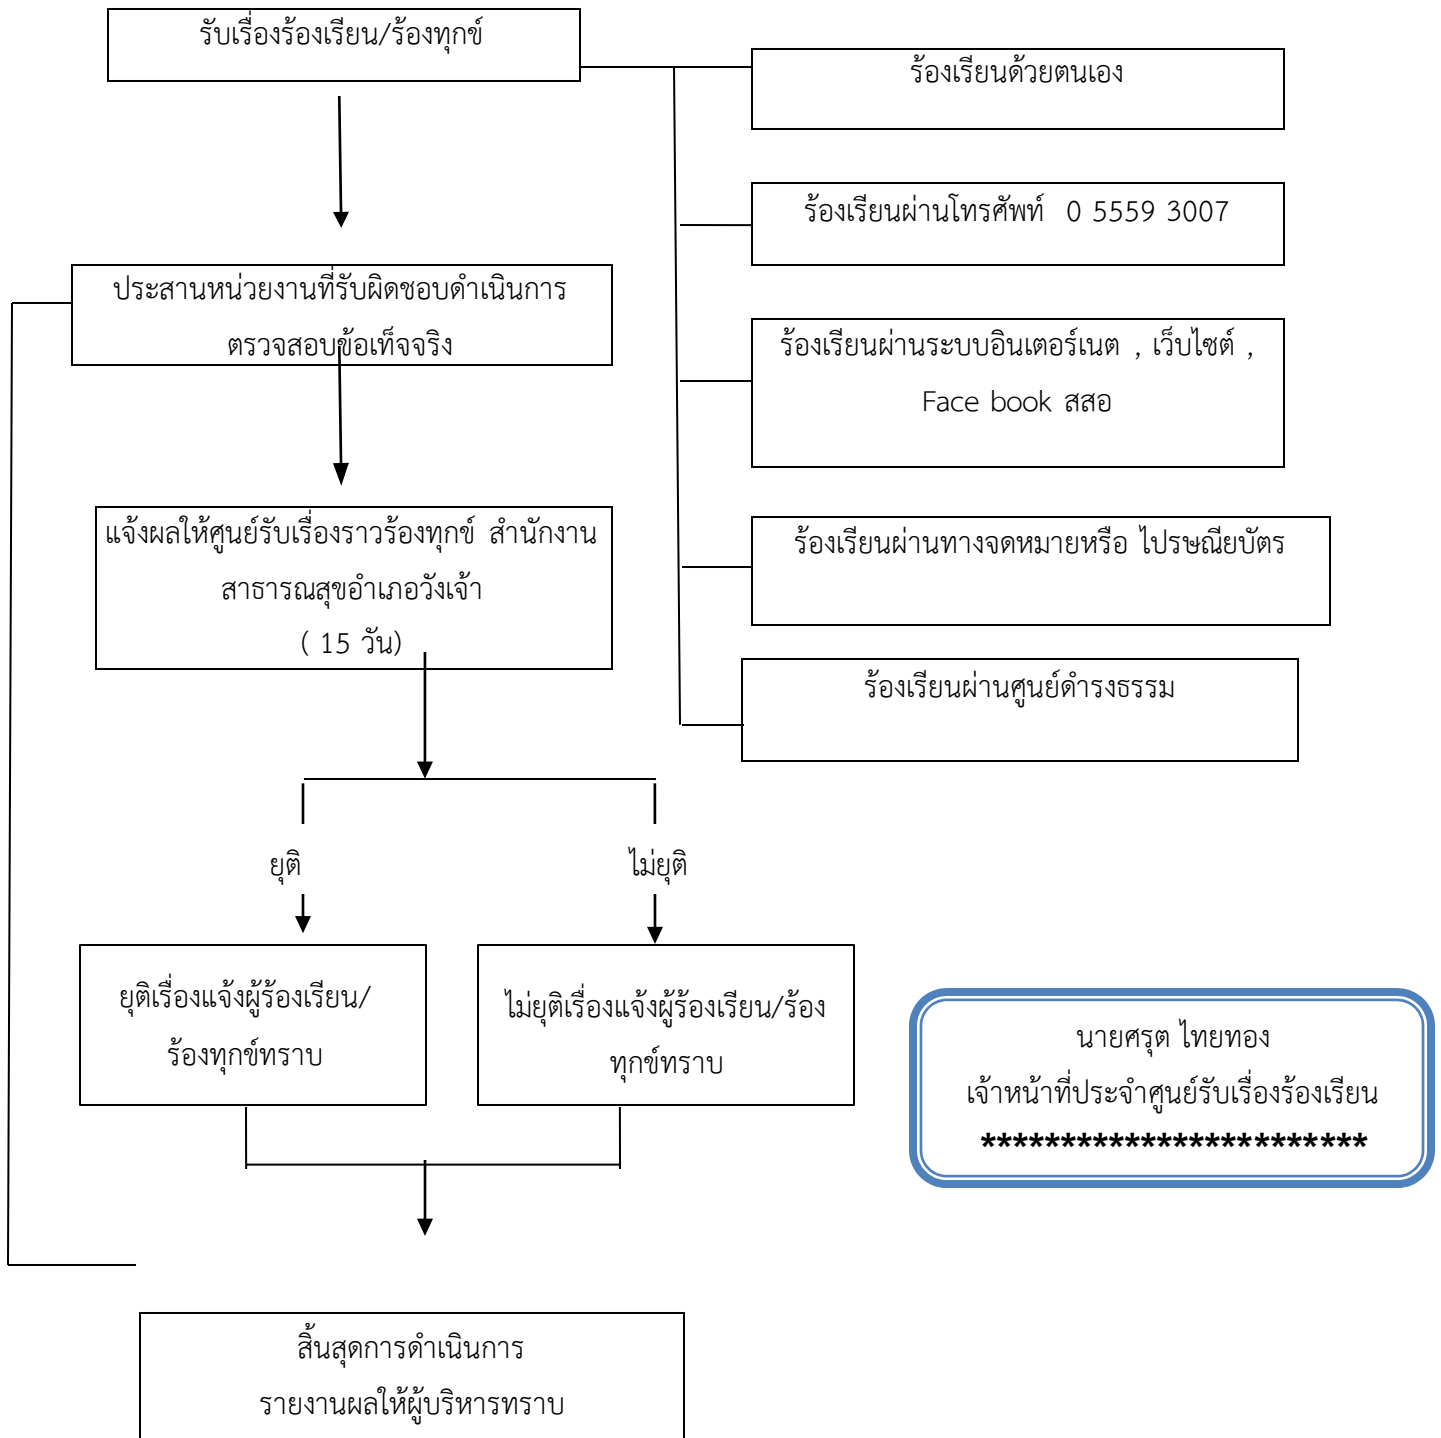 รับเรื่องร้องเรียน/ร้องทุกข์
ร้องเรียนด้วยตนเอง
ร้องเรียนผ่านโทรศัพท์ 0 5559 3007
ประสานหน่วยงานที่รับผิดชอบดำเนินการ
ตรวจสอบข้อเท็จจริง
ร้องเรียนผ่านระบบอินเตอร์เนต , เว็บไซต์ ,
Face book สสอ
แจ้งผลให้ศูนย์รับเรื่องราวร้องทุกข์ สำนักงาน
สาธารณสุขอำเภอวังเจ้า
( 15 วัน)
ร้องเรียนผ่านทางจดหมายหรือ ไปรษณียบัตร
ร้องเรียนผ่านศูนย์ดำรงธรรม
ยุติ
ไม่ยุติ
ยุติเรื่องแจ้งผู้ร้องเรียน/
ร้องทุกข์ทราบ
ไม่ยุติเรื่องแจ้งผู้ร้องเรียน/ร้อง
ทุกข์ทราบ
นายศรุต ไทยทอง
เจ้าหน้าที่ประจำศูนย์รับเรื่องร้องเรียน
************************
สิ้นสุดการดำเนินการ
รายงานผลให้ผู้บริหารทราบ